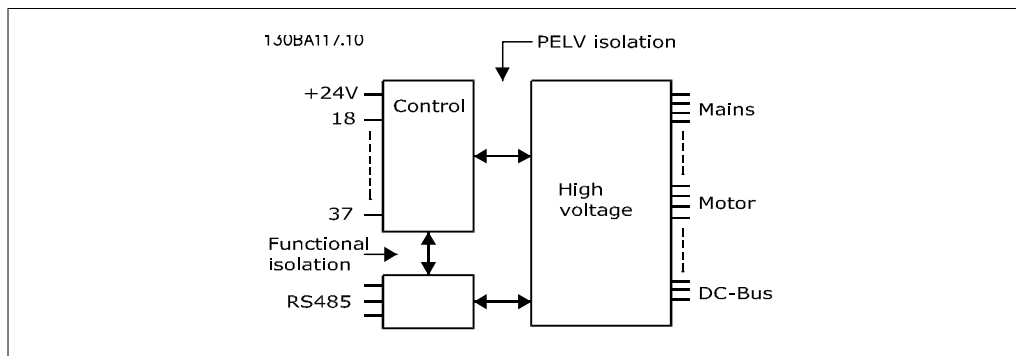 130BA117.10
PELV isolation
+24V
Control
18
Mains
High
voltage
37
Motor
Functional
isolation
RS485
DC-Bus